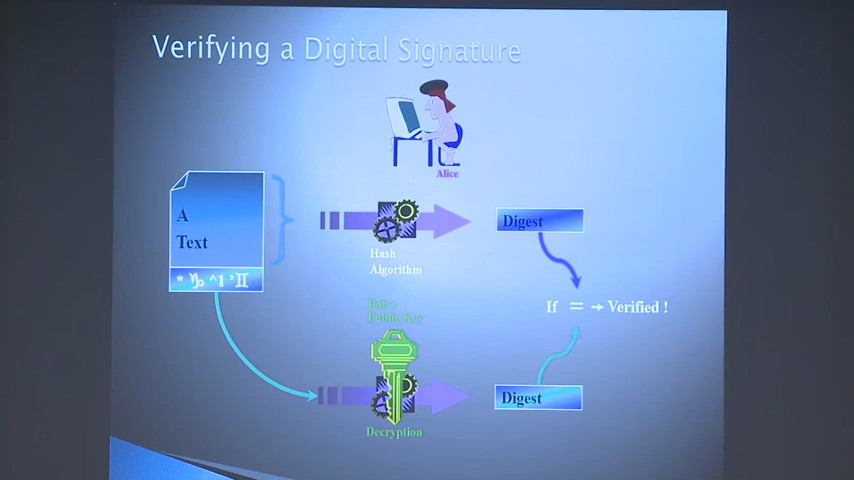 Verifying a Digital Signature
Alice
A
Text
Hash
Algorithm
Digest
If = → Verified !
Bob's
Public Key
Decryption
Digest